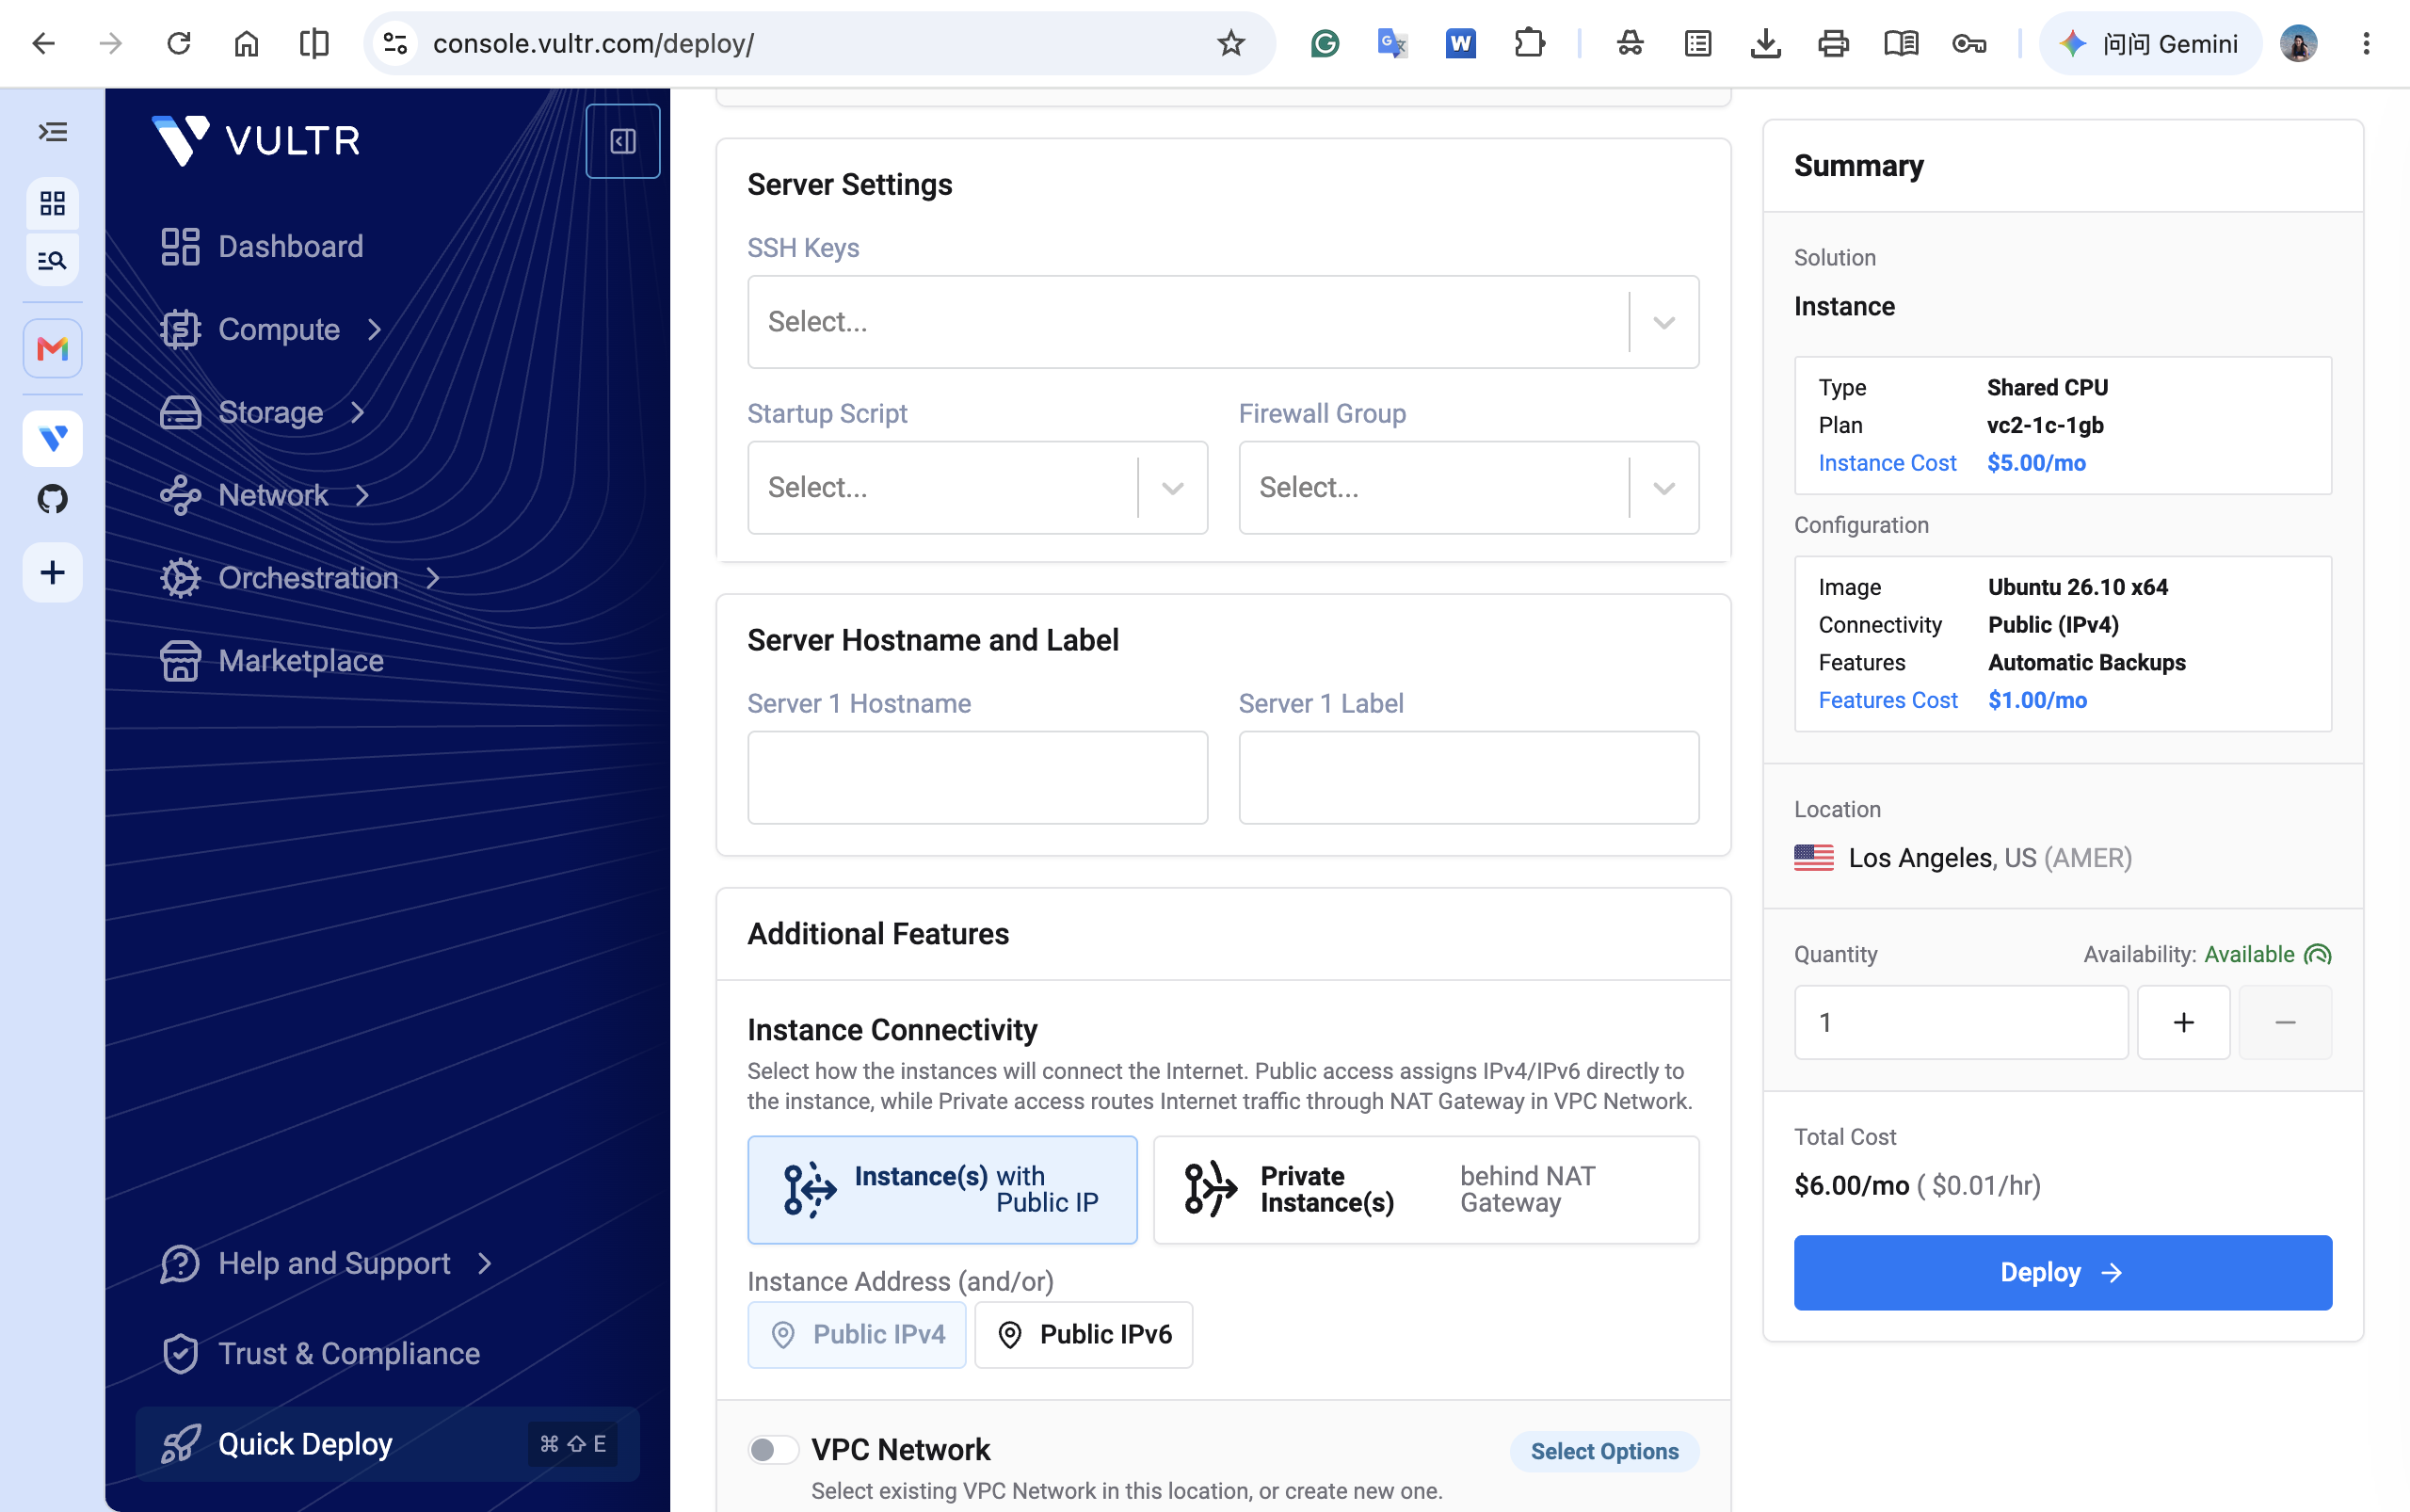 console.vultr.com/deploy/
问问 Gemini
VULTR
Dashboard
Compute
Storage
Network
Orchestration
Marketplace
Help and Support
Trust & Compliance
Quick Deploy
⌘ ⇧ E
Server Settings
SSH Keys
Select...
Startup Script
Firewall Group
Select...
Select...
Server Hostname and Label
Server 1 Hostname
Server 1 Label
Additional Features
Instance Connectivity
Select how the instances will connect the Internet. Public access assigns IPv4/IPv6 directly to
the instance, while Private access routes Internet traffic through NAT Gateway in VPC Network.
Instance(s) with
Public IP
Private
Instance(s)
behind NAT
Gateway
Instance Address (and/or)
Public IPv4
Public IPv6
VPC Network
Select Options
Select existing VPC Network in this location, or create new one.
Summary
Solution
Instance
Type Shared CPU
Plan vc2-1c-1gb
Instance Cost $5.00/mo
Configuration
Image Ubuntu 26.10 x64
Connectivity Public (IPv4)
Features Automatic Backups
Features Cost $1.00/mo
Location
Los Angeles, US (AMER)
Quantity
Availability: Available
1
Total Cost
$6.00/mo ( $0.01/hr)
Deploy →